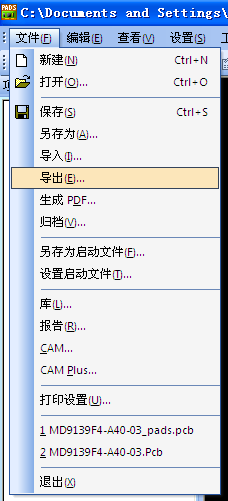 PADS C:\Documents and Settings\
文件(F) 编辑(E) 查看(V) 设置(S)
新建(N) Ctrl+N
打开(O)... Ctrl+O
保存(S) Ctrl+S
另存为(A)...
导入(I)...
导出(E)...
生成 PDF...
归档(V)...
另存为启动文件(F)...
设置启动文件(T)...
库(L)...
报告(R)...
CAM...
CAM Plus...
打印设置(U)...
1 MD9139F4-A40-03_pads.pcb
2 MD9139F4-A40-03.Pcb
退出(X)